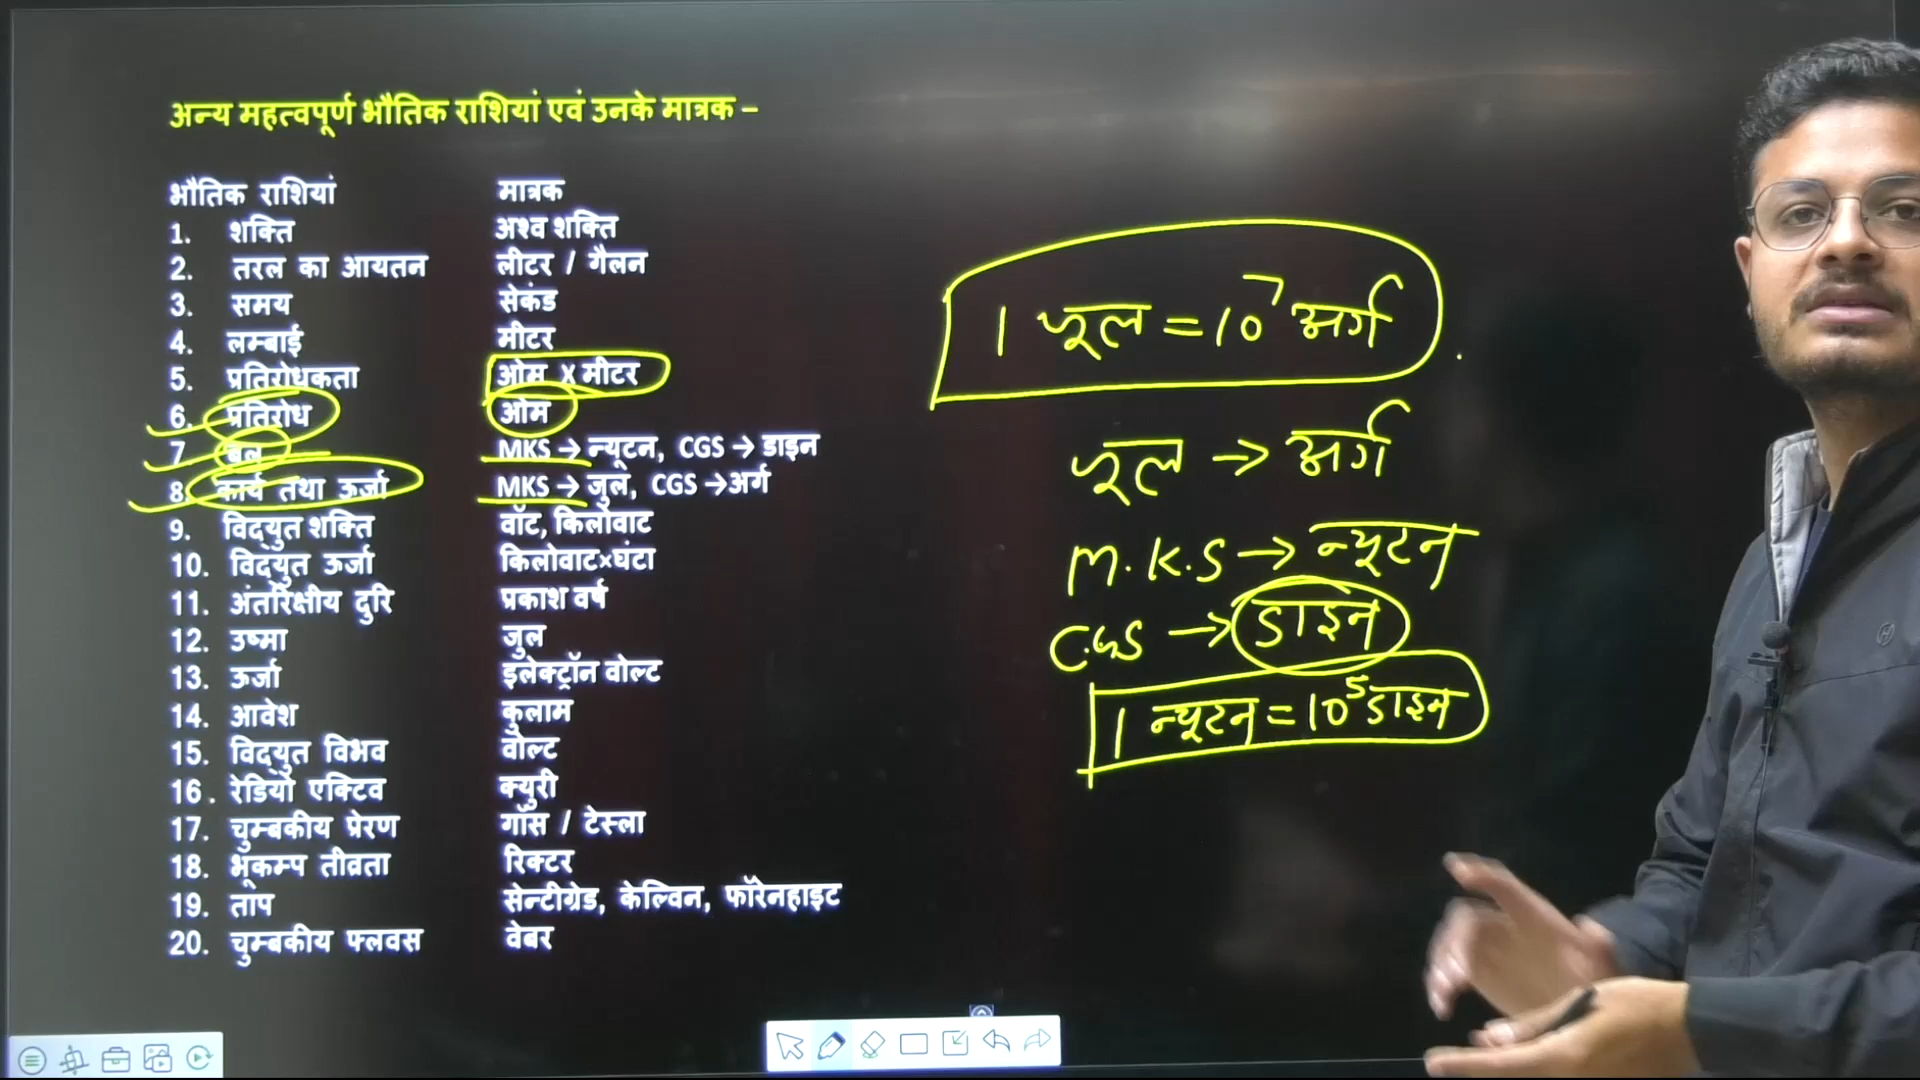 अन्य महत्वपूर्ण भौतिक राशियां एवं उनके मात्रक –
भौतिक राशियां मात्रक
1. शक्ति अश्व शक्ति
2. तरल का आयतन लीटर / गैलन
3. समय सेकंड
4. लम्बाई मीटर
5. प्रतिरोधकता ओम X मीटर
6. प्रतिरोध ओम
7 बल MKS → न्यूटन, CGS → डाइन
8. कार्य तथा ऊर्जा MKS → जुल, CGS →अर्ग
9. विद्युत शक्ति वॉट, किलोवाट
10. विद्युत ऊर्जा किलोवाट×घंटा
11. अंतरिक्षीय दुरि प्रकाश वर्ष
12. उष्मा जुल
13. ऊर्जा इलेक्ट्रॉन वोल्ट
14. आवेश कुलाम
15. विद्युत विभव वोल्ट
16. रेडियो एक्टिव क्युरी
17. चुम्बकीय प्रेरण गॉस / टेस्ला
18. भूकम्प तीव्रता रिक्टर
19. ताप सेन्टीग्रेड, केल्विन, फॉरेनहाइट
20. चुम्बकीय फ्लवस वेबर
1 जूल = 10⁷ अर्ग
जूल → अर्ग
M.K.S → न्यूटन
CGS → डाइन
1 न्यूटन = 10⁵ डाइन